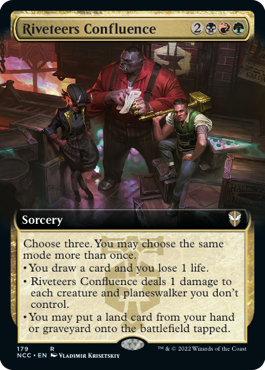 Riveteers Confluence 2
Sorcery
Choose three. You may choose the same
mode more than once.
•You draw a card and you lose 1 life.
• Riveteers Confluence deals 1 damage to
each creature and planeswalker you don't
control.
•You may put a land card from your hand
or graveyard onto the battlefield tapped.
179 R
NCC • EN VLADIMIR KRISETSKIY
™ & © 2022 Wizards of the Coast